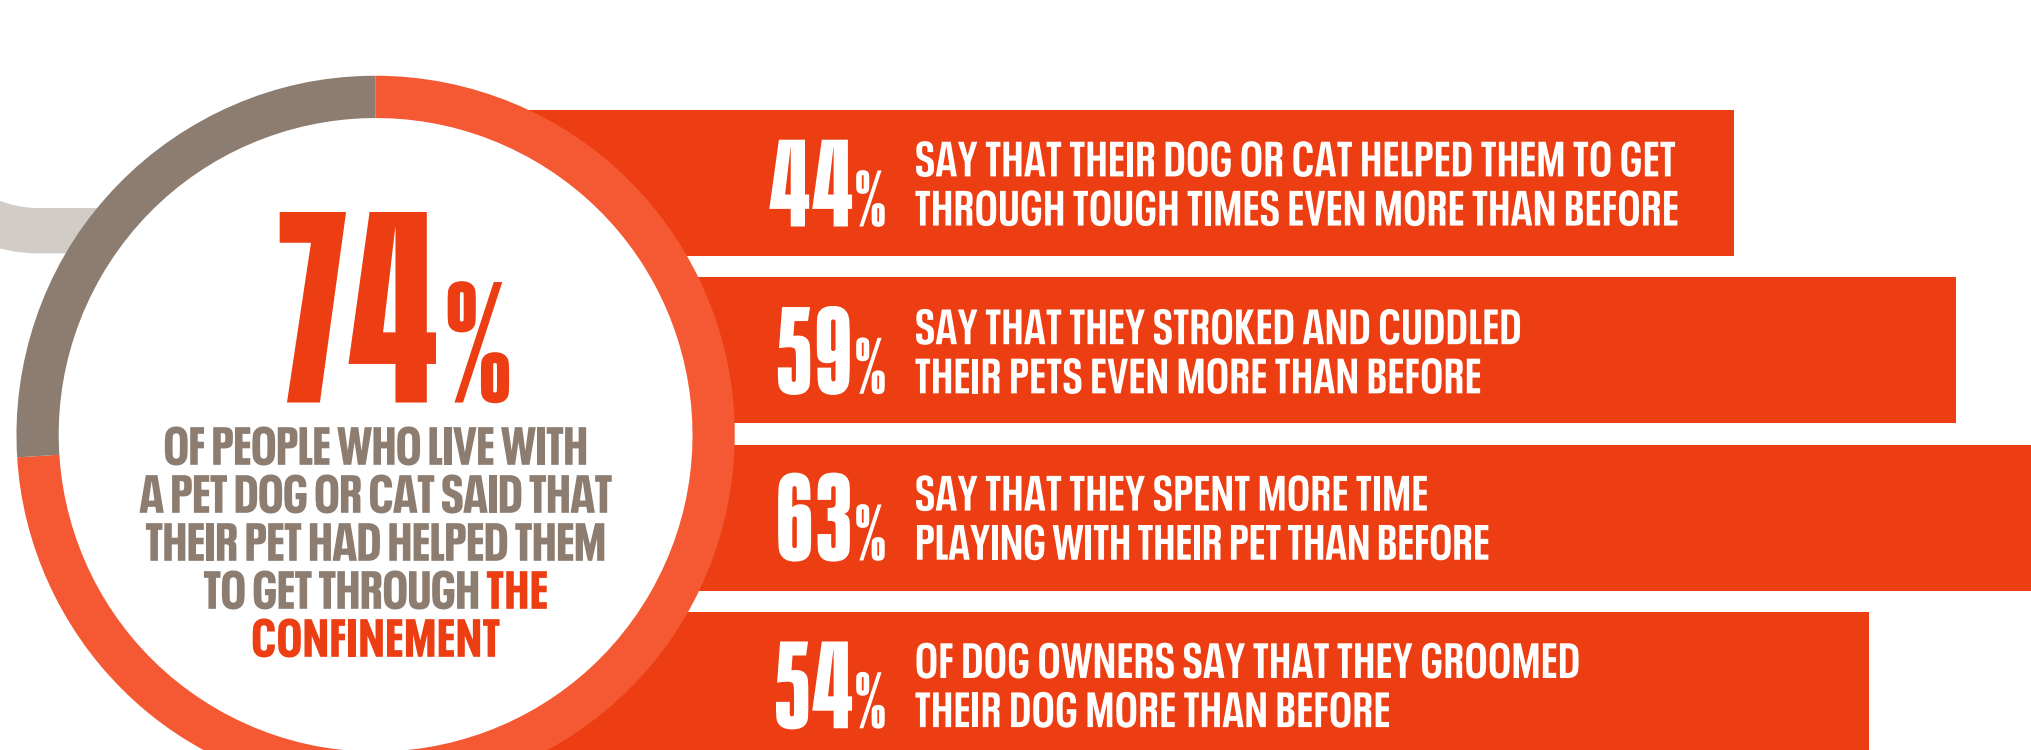 74%
OF PEOPLE WHO LIVE WITH
A PET DOG OR CAT SAID THAT
THEIR PET HAD HELPED THEM
TO GET THROUGH THE
CONFINEMENT
44% SAY THAT THEIR DOG OR CAT HELPED THEM TO GET
THROUGH TOUGH TIMES EVEN MORE THAN BEFORE
59% SAY THAT THEY STROKED AND CUDDLED
THEIR PETS EVEN MORE THAN BEFORE
63% SAY THAT THEY SPENT MORE TIME
PLAYING WITH THEIR PET THAN BEFORE
54% OF DOG OWNERS SAY THAT THEY GROOMED
THEIR DOG MORE THAN BEFORE